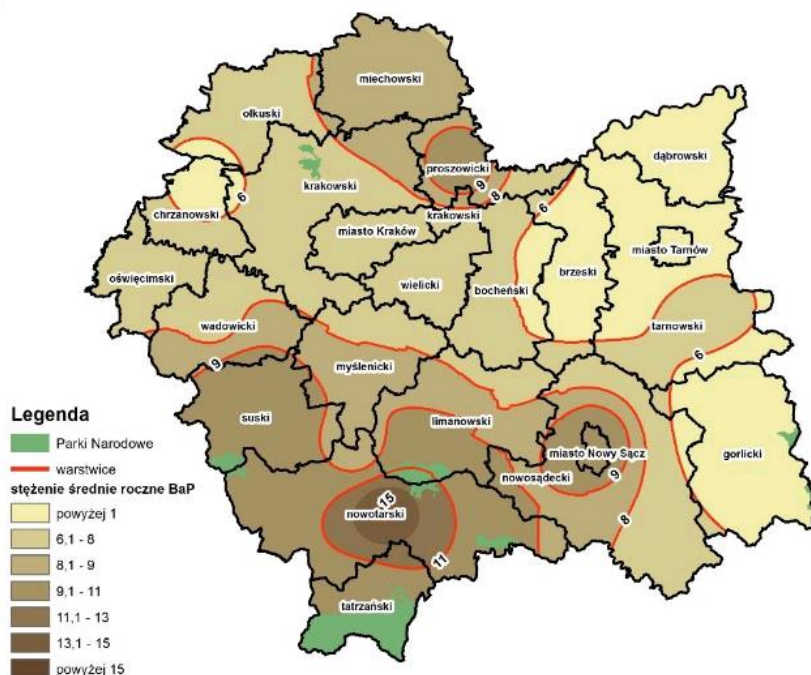 miechowski
olkuski
dąbrowski
proszowicki
9
krakowski
8
6
6
chrzanowski
krakowski
miasto Kraków
miasto Tarnów
oświęcimski
wielicki
bocheński
brzeski
tarnowski
wadowicki
6
9
myślenicki
Legenda
Parki Narodowe
warstwice
stężenie średnie roczne BaP
powyżej 1
6,1 - 8
8,1 - 9
9,1 - 11
11,1 - 13
13,1 - 15
powyżej 15
suski
limanowski
miasto Nowy Sącz
gorlicki
nowosądecki
9
15
nowotarski
8
11
tatrzański